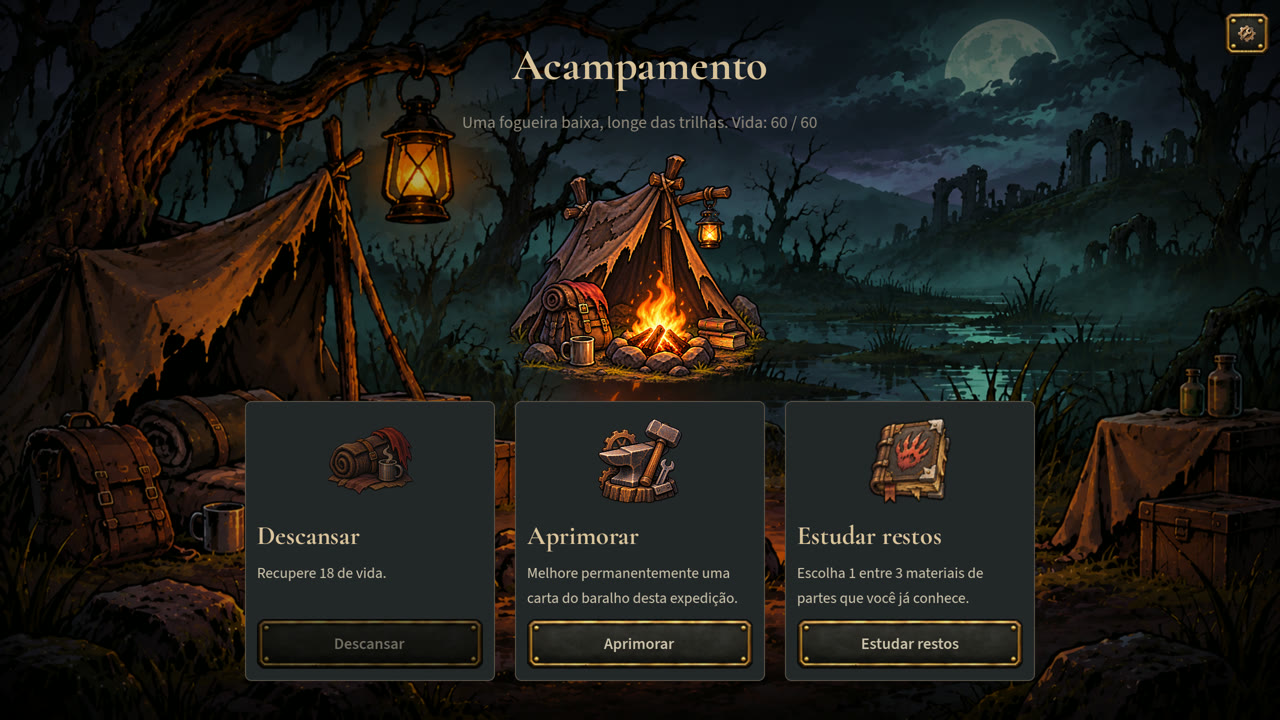 Acampamento
Uma fogueira baixa, longe das trilhas. Vida: 60 / 60
Descansar
Recupere 18 de vida.
Descansar
Aprimorar
Melhore permanentemente uma
carta do baralho desta expedição.
Aprimorar
Estudar restos
Escolha 1 entre 3 materiais de
partes que você já conhece.
Estudar restos